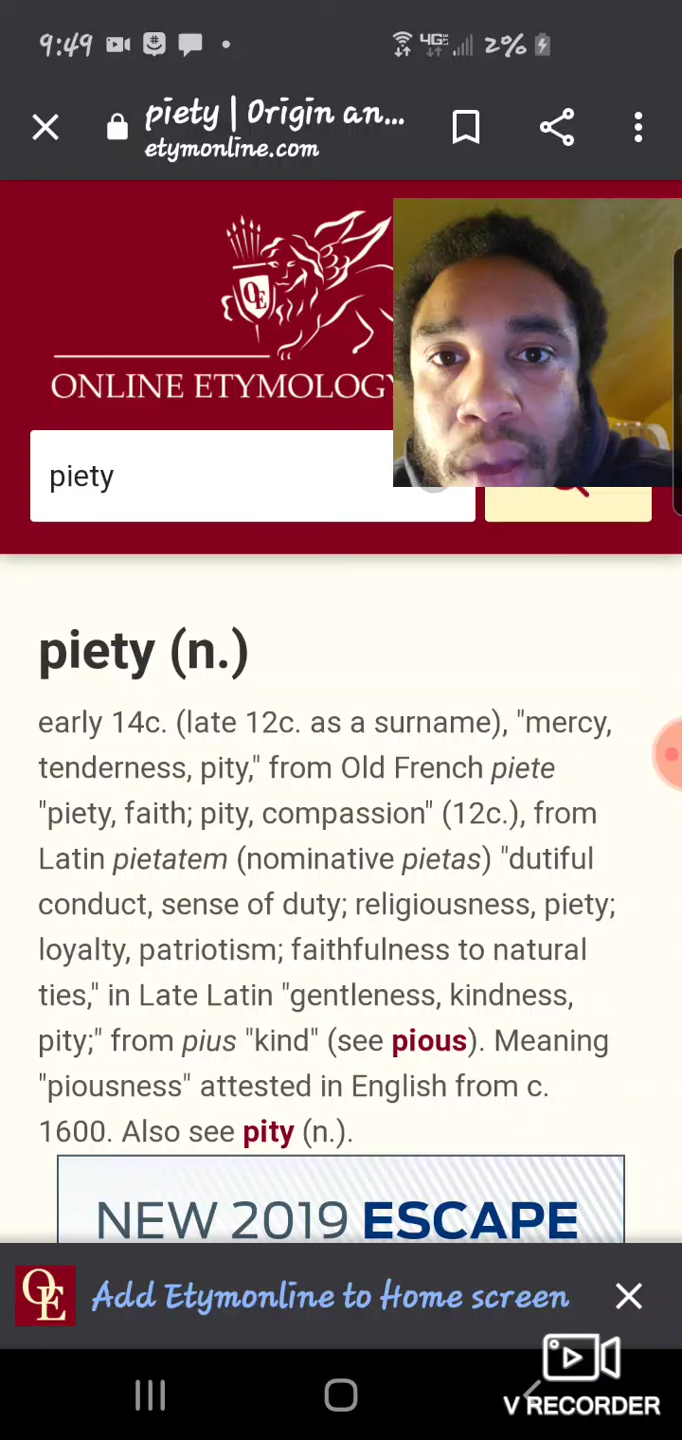 9:49 4GE 2%
piety | Origin an...
etymonline.com
OE
ONLINE ETYMOLOGY
piety
piety (n.)
early 14c. (late 12c. as a surname), "mercy,
tenderness, pity," from Old French piete
"piety, faith; pity, compassion" (12c.), from
Latin pietatem (nominative pietas) "dutiful
conduct, sense of duty; religiousness, piety;
loyalty, patriotism; faithfulness to natural
ties," in Late Latin "gentleness, kindness,
pity;" from pius "kind" (see pious). Meaning
"piousness" attested in English from c.
1600. Also see pity (n.).
NEW 2019 ESCAPE
OE Add Etymonline to Home screen
V RECORDER